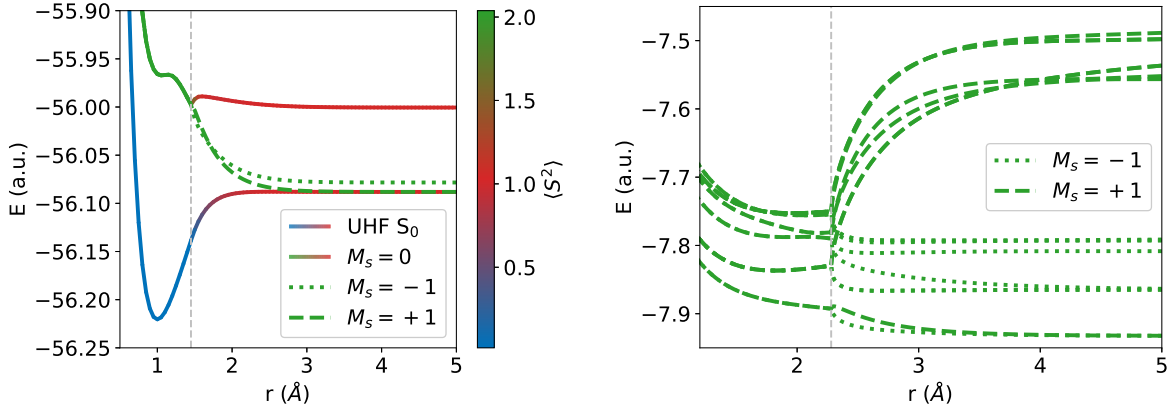 −55.90
−55.95
−56.00
−56.05
−56.10
−56.15
−56.20
−56.25
E (a.u.)
1
2
3
4
5
r (Å)
UHF S₀
Mₛ = 0
Mₛ = −1
Mₛ = +1
2.0
1.5
1.0
0.5
⟨S²⟩
−7.5
−7.6
−7.7
−7.8
−7.9
E (a.u.)
2
3
4
5
r (Å)
Mₛ = −1
Mₛ = +1